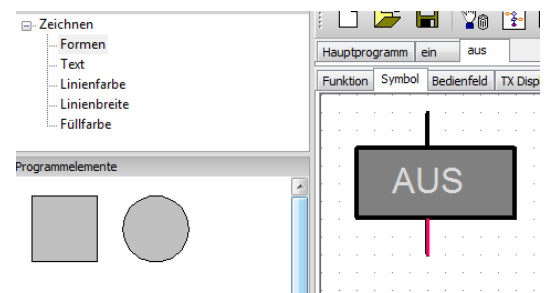 Zeichnen
Formen
Text
Linienfarbe
Linienbreite
Füllfarbe
Programmelemente
Hauptprogramm ein aus
Funktion Symbol Bedienfeld TX Disp
AUS